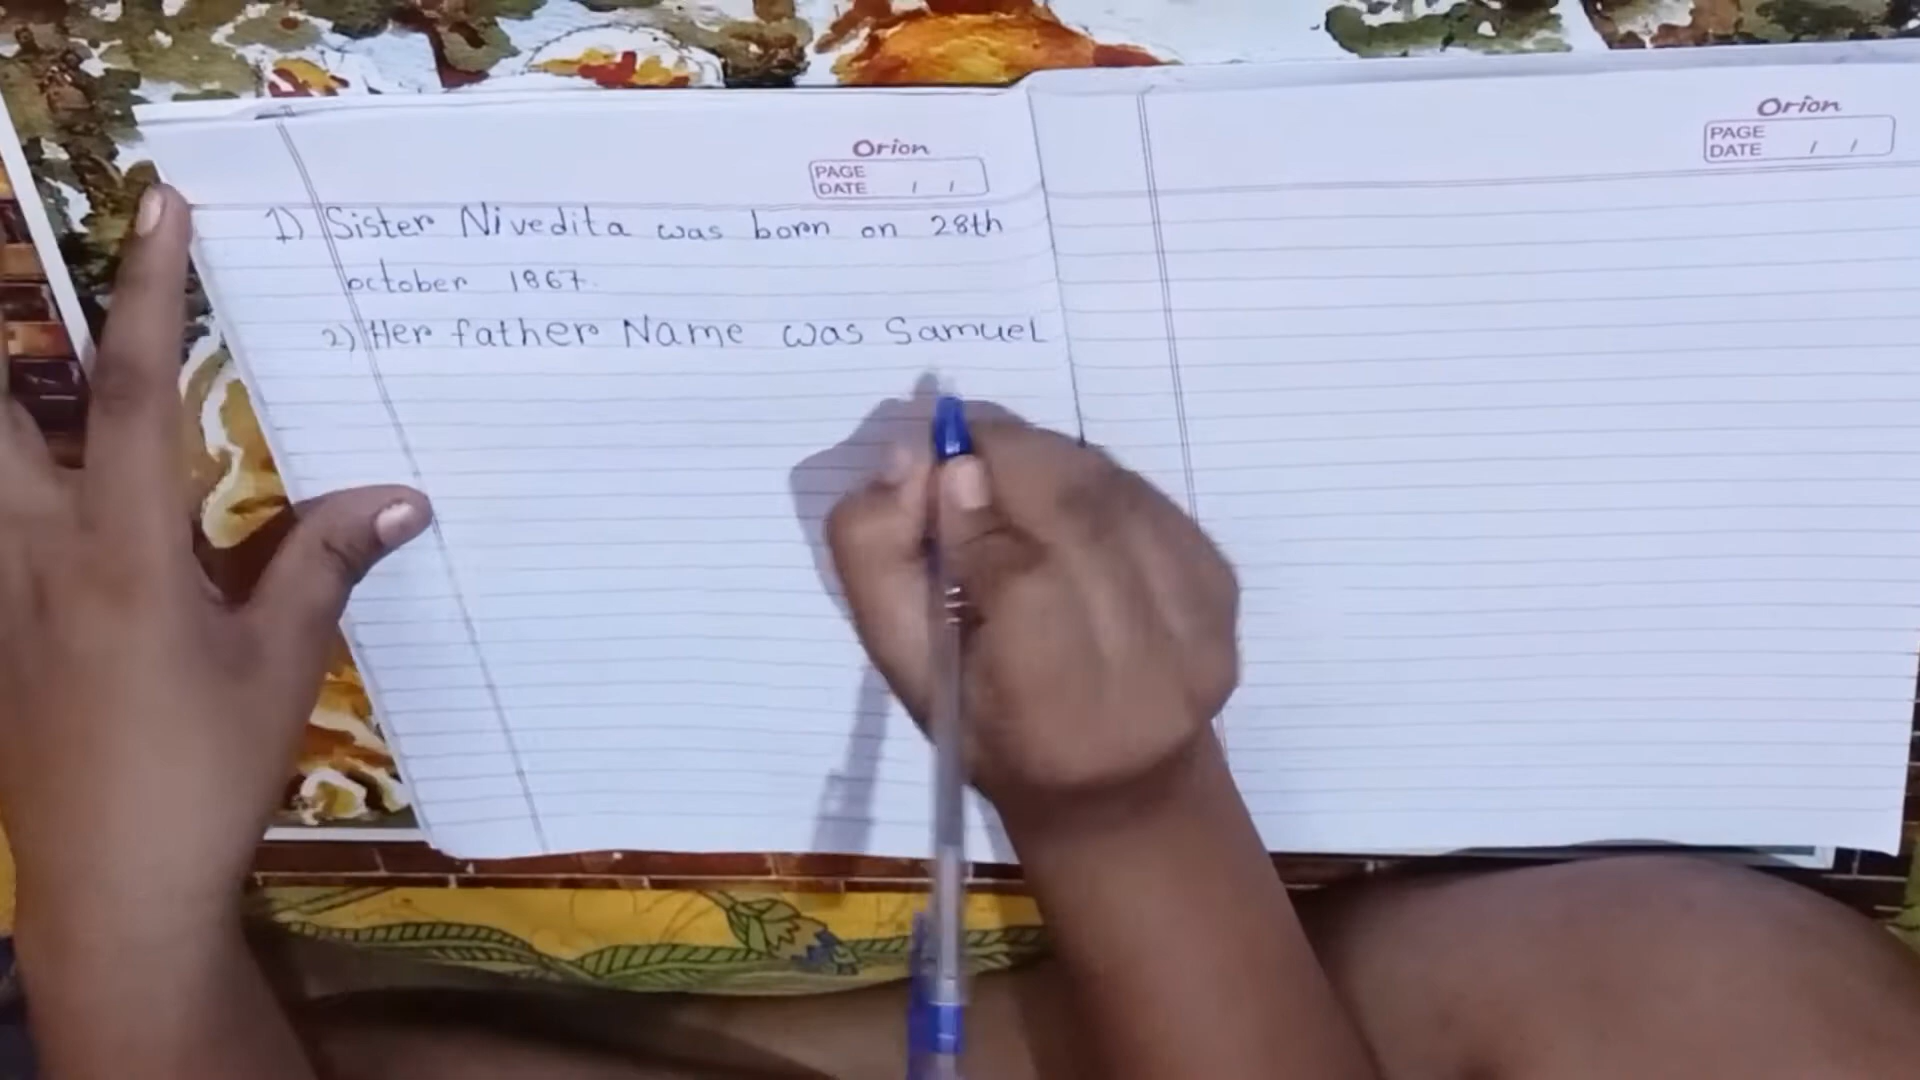 Orion
PAGE
DATE / /
1) Sister Nivedita was born on 28th
october 1867.
2) Her father Name was Samuel
Orion
PAGE
DATE / /